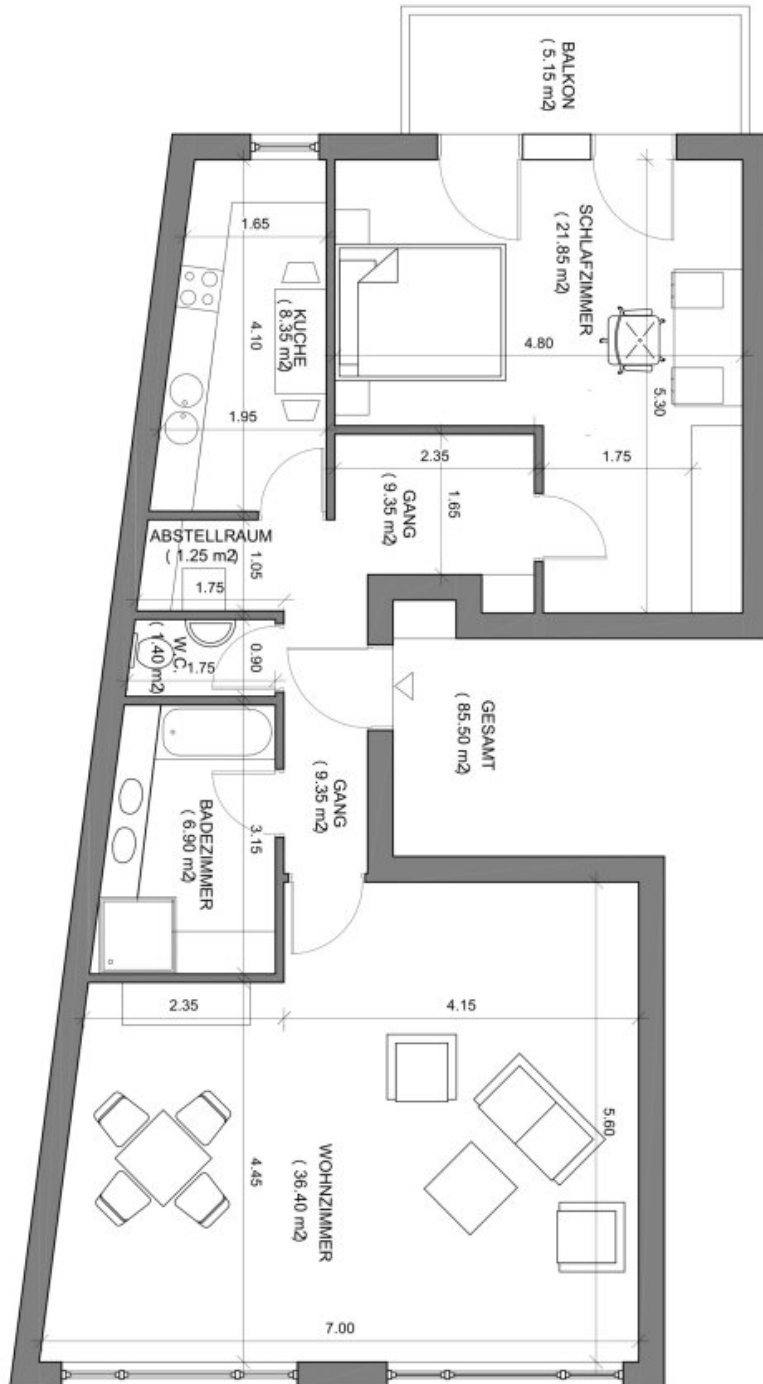 BALKON
( 5.15 m2)
SCHLAFZIMMER
( 21.85 m2)
1.65
KUCHE
( 8.35 m2)
4.10
4.80
5.30
1.95
2.35
1.75
GANG
( 9.35 m2)
1.65
ABSTELLRAUM
( 1.25 m2)
1.05
1.75
W.C.
( 1.40 m2)
1.75
0.90
GESAMT
( 85.50 m2)
GANG
( 9.35 m2)
BADEZIMMER
( 6.90 m2)
3.15
2.35
4.15
5.60
4.45
WOHNZIMMER
( 36.40 m2)
7.00